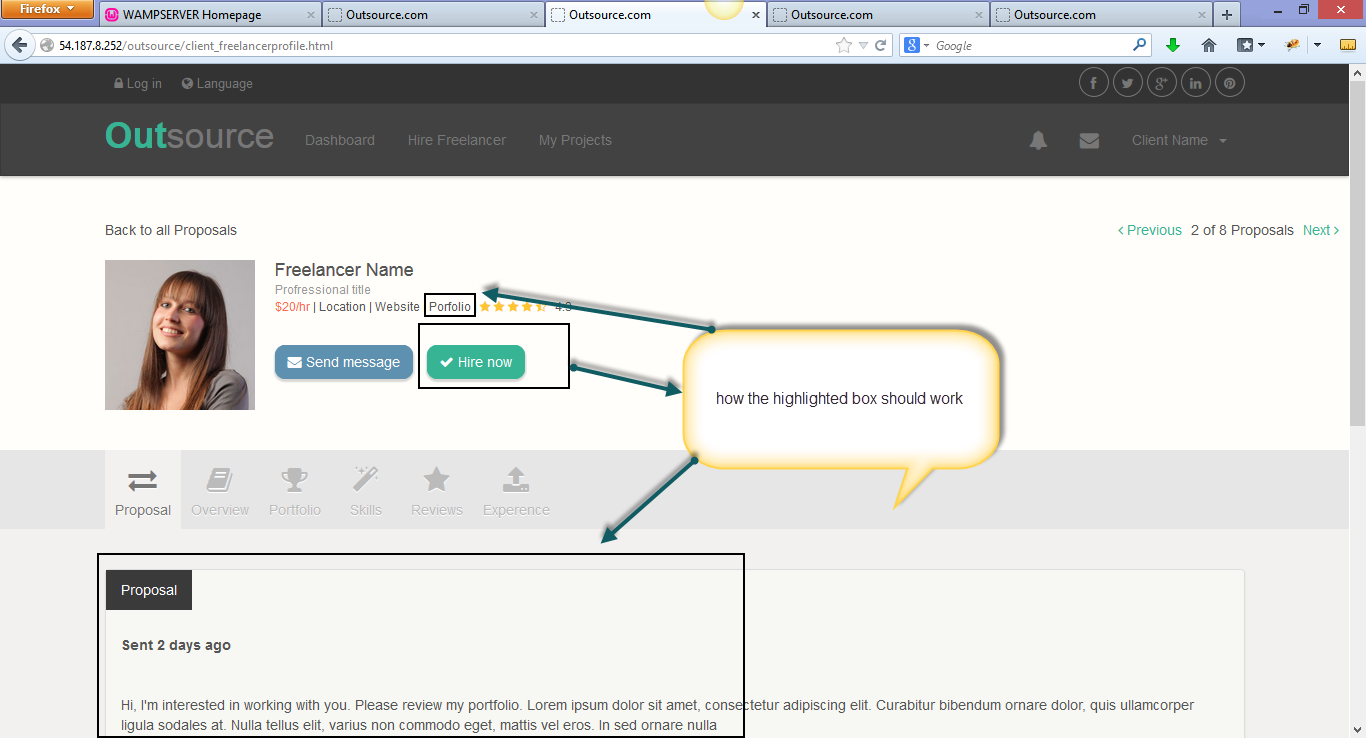 Firefox
WAMPSERVER Homepage
Outsource.com
Outsource.com
Outsource.com
Outsource.com
54.187.8.252/outsource/client_freelancerprofile.html
Google
Log in
Language
Outsource
Dashboard
Hire Freelancer
My Projects
Client Name
Back to all Proposals
Previous 2 of 8 Proposals Next
Freelancer Name
Profressional title
$20/hr | Location | Website Porfolio 4.3
Send message
Hire now
how the highlighted box should work
Proposal
Overview
Portfolio
Skills
Reviews
Experence
Proposal
Sent 2 days ago
Hi, I'm interested in working with you. Please review my portfolio. Lorem ipsum dolor sit amet, consectetur adipiscing elit. Curabitur bibendum ornare dolor, quis ullamcorper
ligula sodales at. Nulla tellus elit, varius non commodo eget, mattis vel eros. In sed ornare nulla